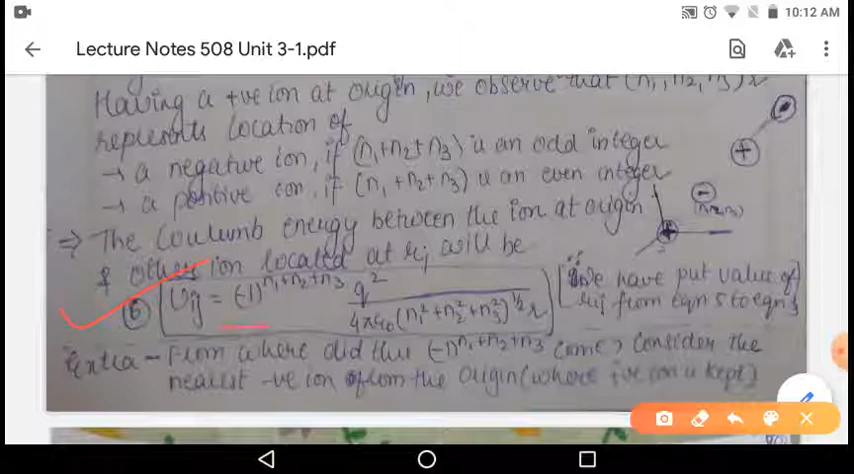 10:12 AM
Lecture Notes 508 Unit 3-1.pdf
Having a +ve ion at origin, we observe that (n₁, n₂, n₃) r
represents location of
→ a negative ion, if (n₁+n₂+n₃) is an odd integer
→ a positive ion, if (n₁+n₂+n₃) is an even integer
⇒ The Coulumb energy between the ion at origin
& other ion located at rij will be
⑥ Uij = (-1)^{n₁+n₂+n₃} q² / 4πε₀(n₁²+n₂²+n₃²)^{1/2} r
[∵ We have put value of
rij from eqn 5 to eqn 3
Extra - From where did this (-1)^{n₁+n₂+n₃} come? Consider the
nearest -ve ion from the origin (where +ve ion is kept)